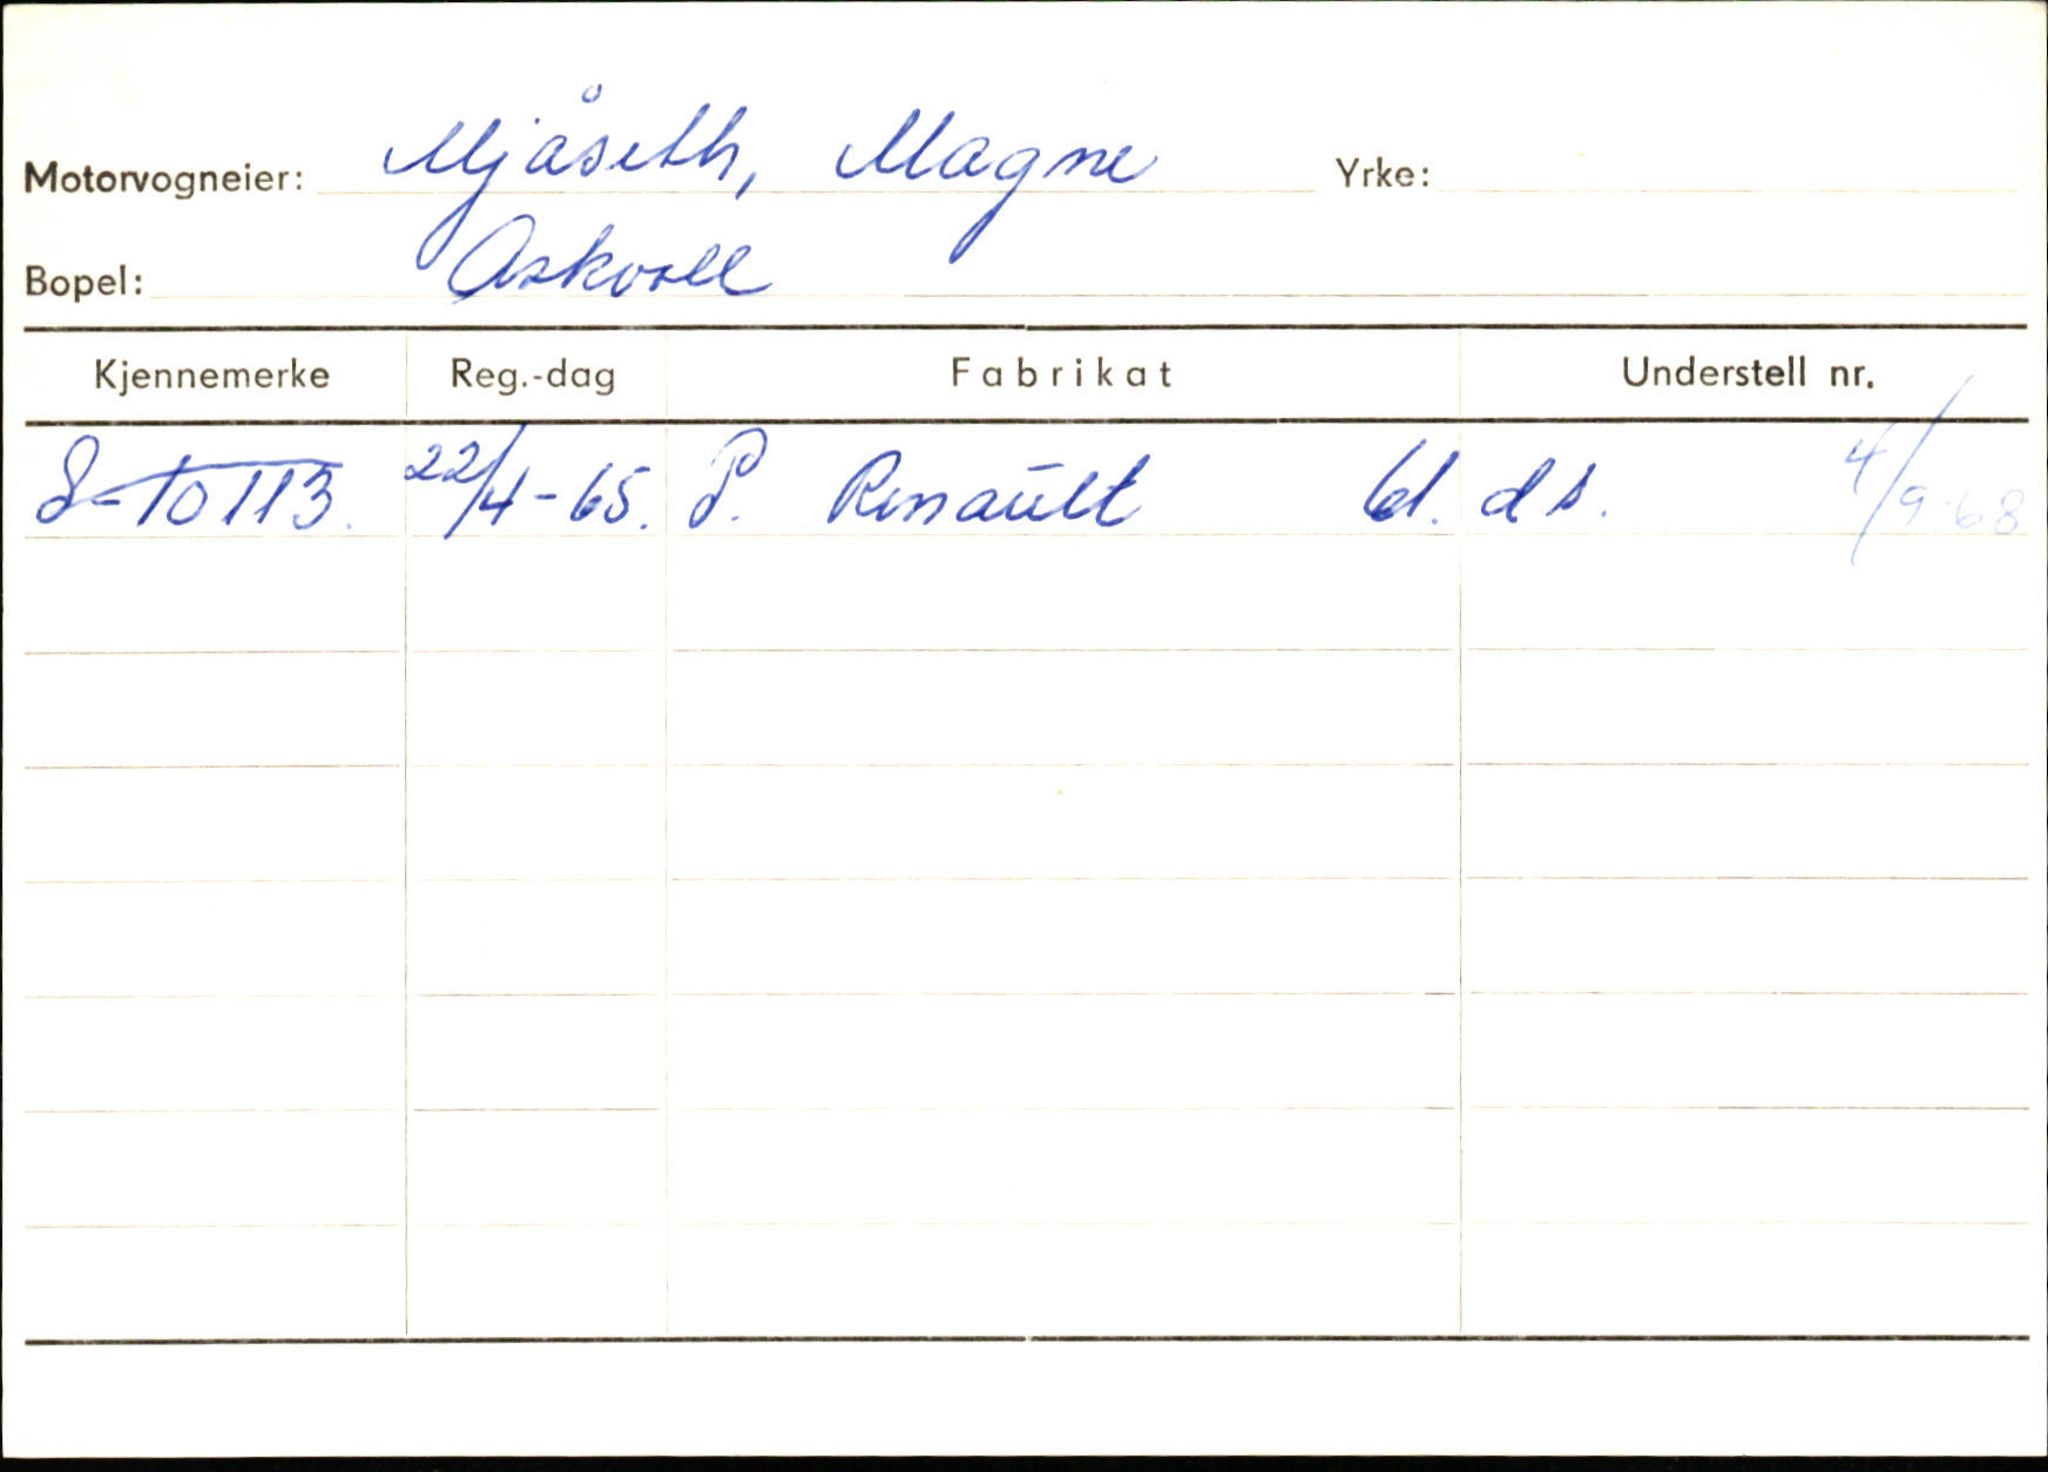 Motorvogneier: Mjåseth, Magne Yrke:
Bopel: Askvoll
Kjennemerke Reg.-dag Fabrikat Understell nr.
S-10113. 22/4-65. P. Renault 61. d s. 4/9-68